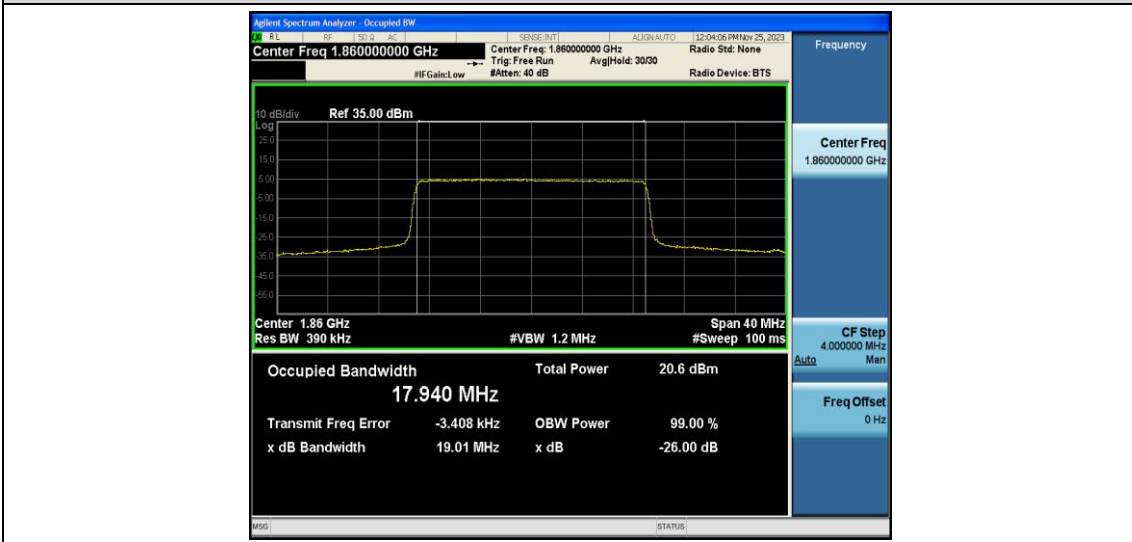 Agilent Spectrum Analyzer - Occupied BW
RL RF 50 Ω AC SENSE:INT ALIGN AUTO 12:04:06 PM Nov 25, 2023
Center Freq 1.860000000 GHz
Center Freq: 1.860000000 GHz
Radio Std: None
Trig: Free Run Avg|Hold: 30/30
#IFGain:Low #Atten: 40 dB Radio Device: BTS
10 dB/div Ref 35.00 dBm
Log
25.0
15.0
5.00
-5.00
-15.0
-25.0
-35.0
-45.0
-55.0
Center 1.86 GHz Span 40 MHz
Res BW 390 kHz #VBW 1.2 MHz #Sweep 100 ms
Occupied Bandwidth Total Power 20.6 dBm
17.940 MHz
Transmit Freq Error -3.408 kHz OBW Power 99.00 %
x dB Bandwidth 19.01 MHz x dB -26.00 dB
MSG STATUS
Frequency
Center Freq
1.860000000 GHz
CF Step
4.000000 MHz
Auto Man
Freq Offset
0 Hz